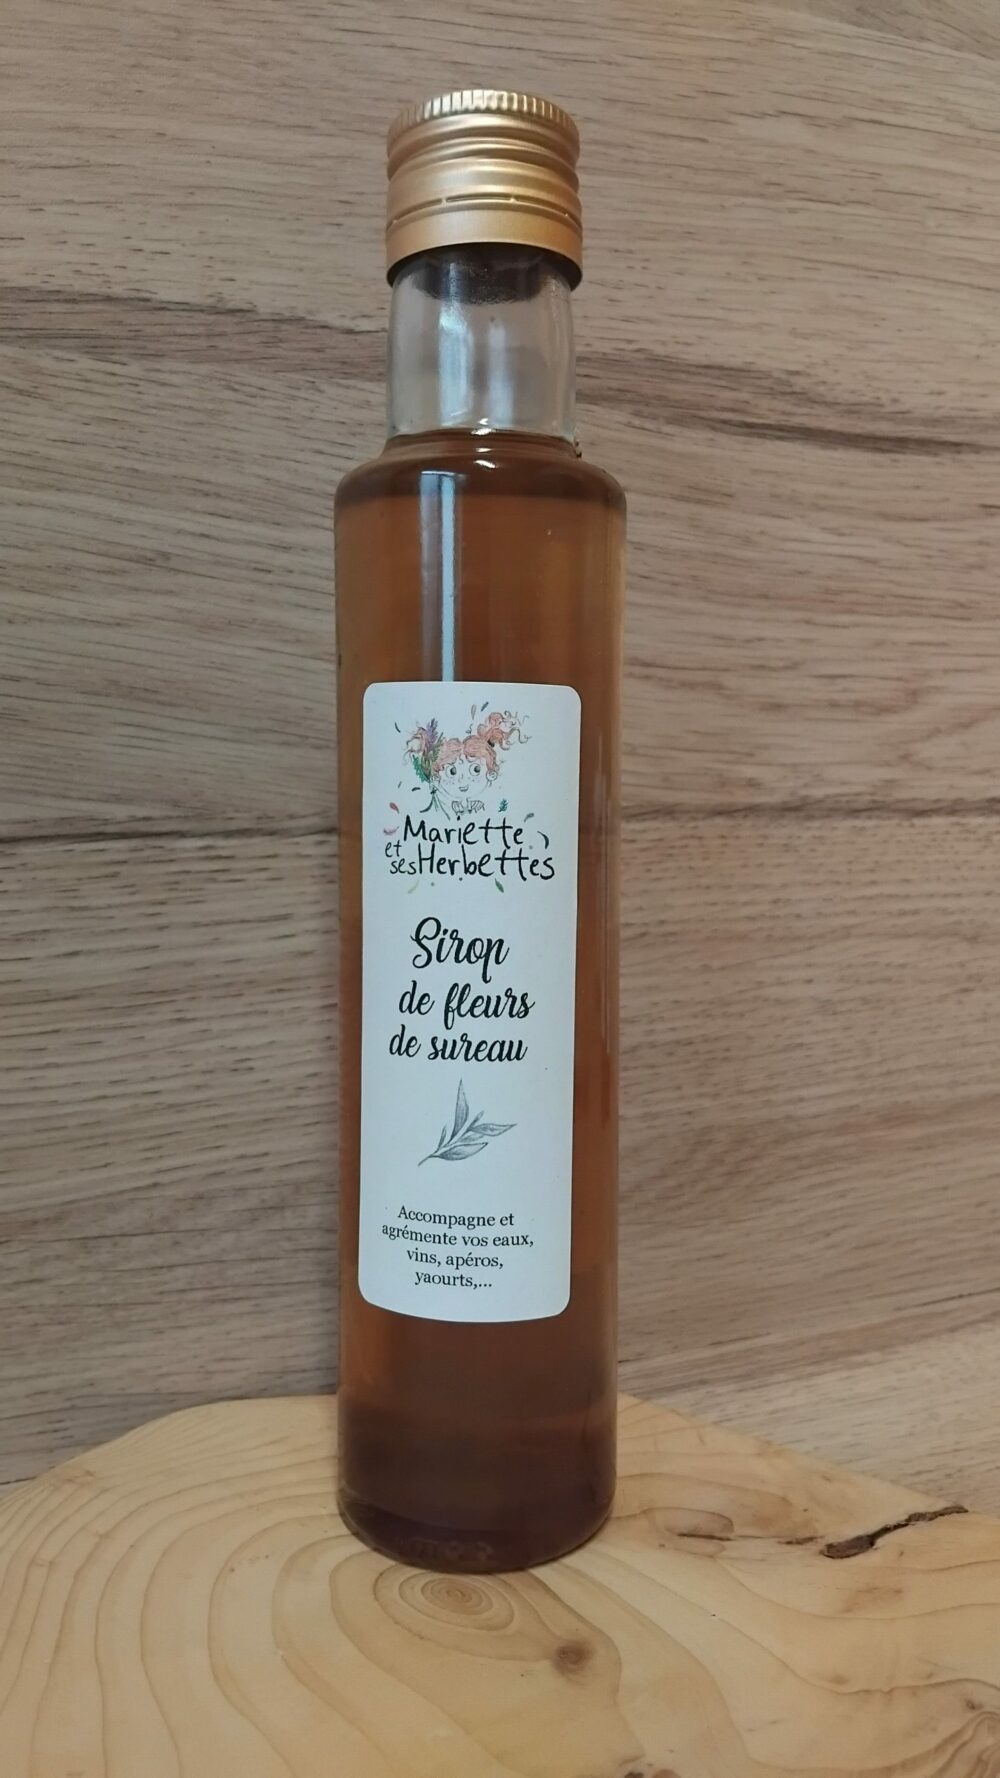 Mariette
et
ses Herbettes
Sirop
de fleurs
de sureau
Accompagne et
agrémente vos eaux,
vins, apéros,
yaourts,...